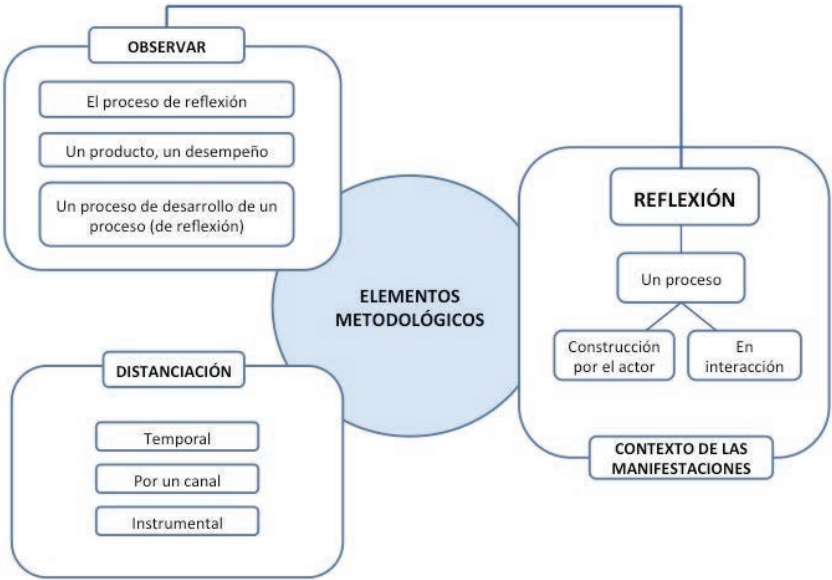 OBSERVAR
El proceso de reflexión
Un producto, un desempeño
Un proceso de desarrollo de un
proceso (de reflexión)
ELEMENTOS
METODOLÓGICOS
REFLEXIÓN
Un proceso
Construcción
por el actor
En
interacción
CONTEXTO DE LAS
MANIFESTACIONES
DISTANCIACIÓN
Temporal
Por un canal
Instrumental